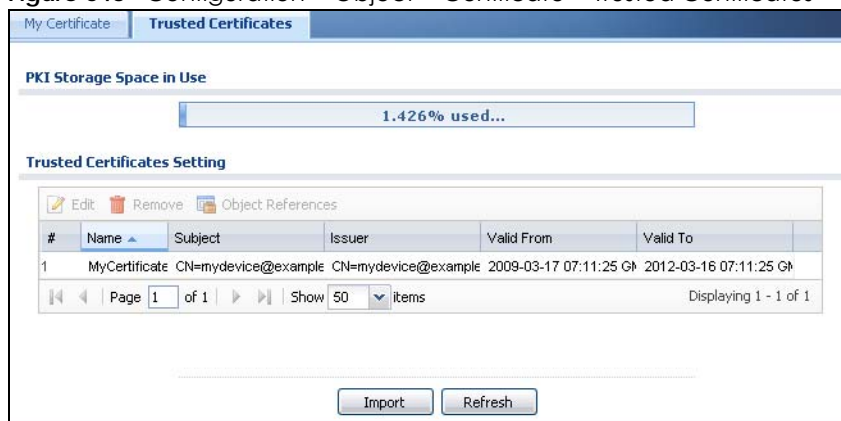 My Certificate Trusted Certificates
PKI Storage Space in Use
1.426% used...
Trusted Certificates Setting
Edit Remove Object References
# Name Subject Issuer Valid From Valid To
1 MyCertificate CN=mydevice@example CN=mydevice@example 2009-03-17 07:11:25 GM 2012-03-16 07:11:25 GM
Page 1 of 1 Show 50 items Displaying 1 - 1 of 1
Import Refresh